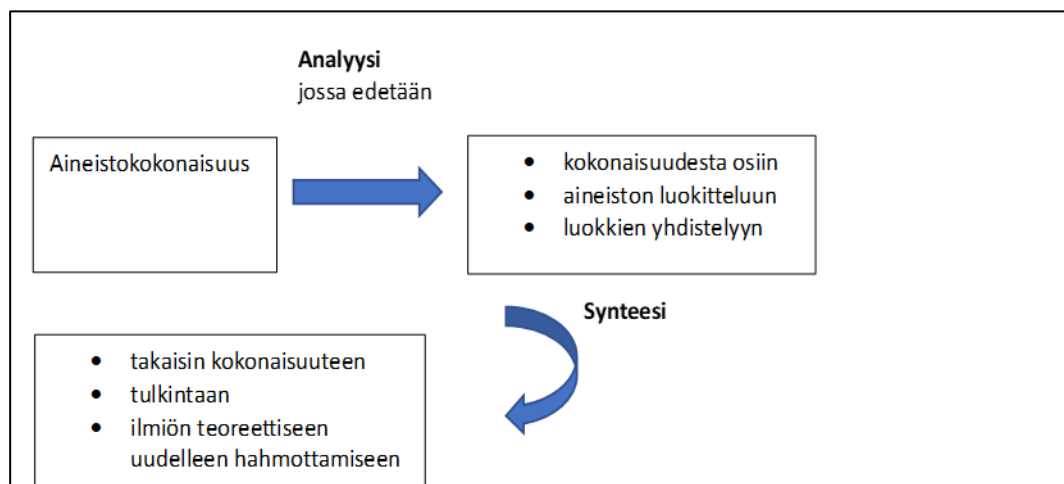 Analyysi
jossa edetään
Aineistokokonaisuus
• kokonaisuudesta osiin
• aineiston luokitteluun
• luokkien yhdistelyyn
Synteesi
• takaisin kokonaisuuteen
• tulkintaan
• ilmiön teoreettiseen
uudelleen hahmottamiseen